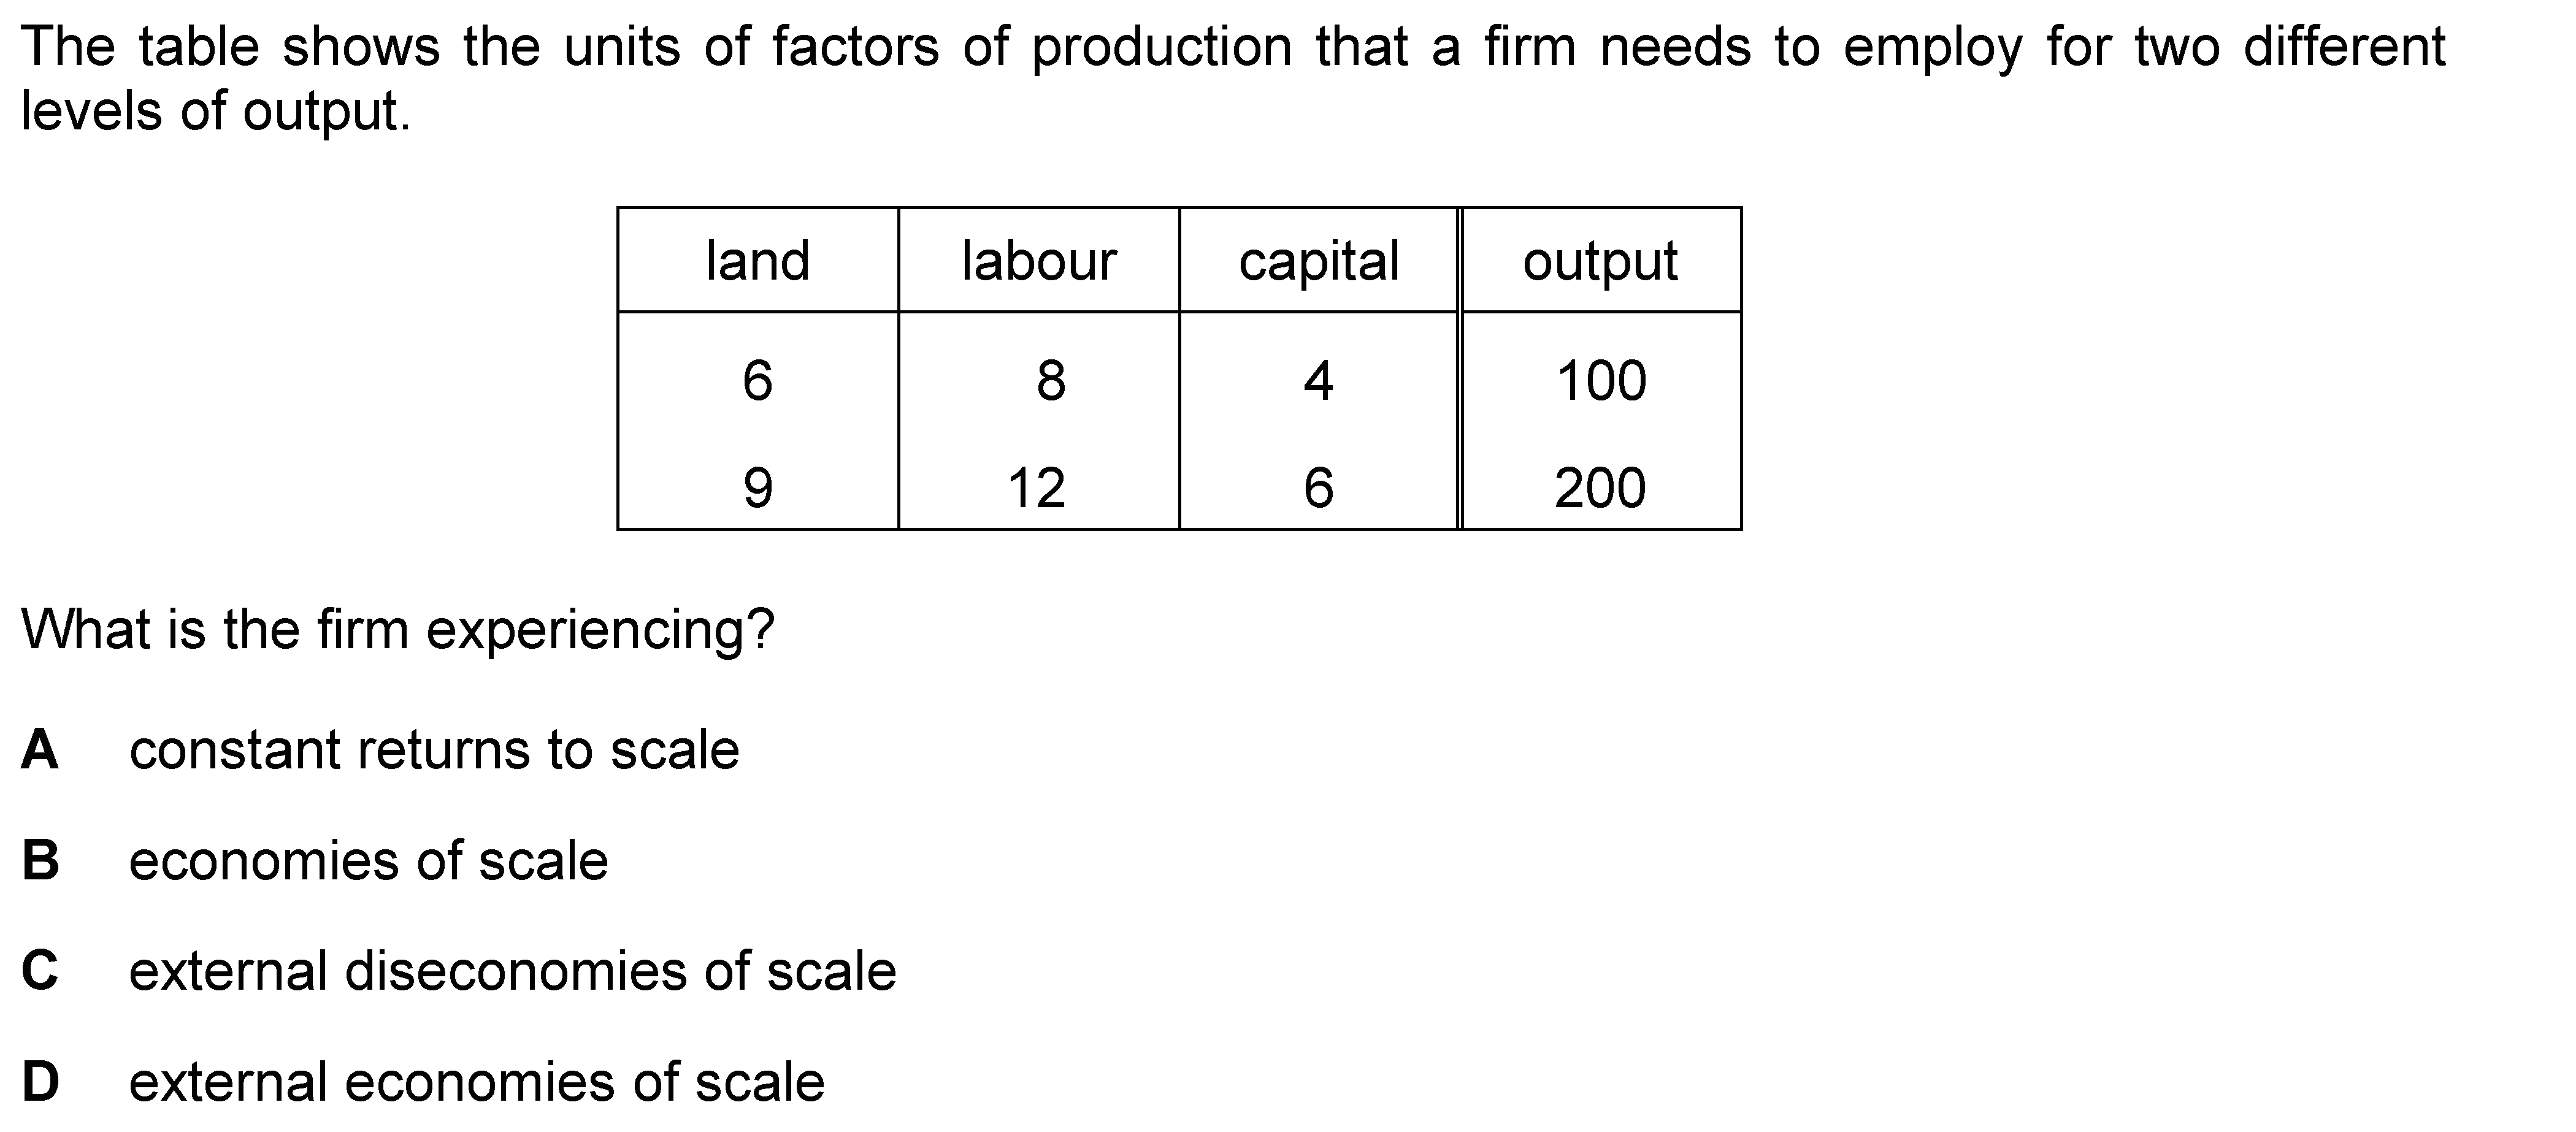 The table shows the units of factors of production that a firm needs to employ for two different
levels of output.
land labour capital output
6 8 4 100
9 12 6 200
What is the firm experiencing?
A constant returns to scale
B economies of scale
C external diseconomies of scale
D external economies of scale